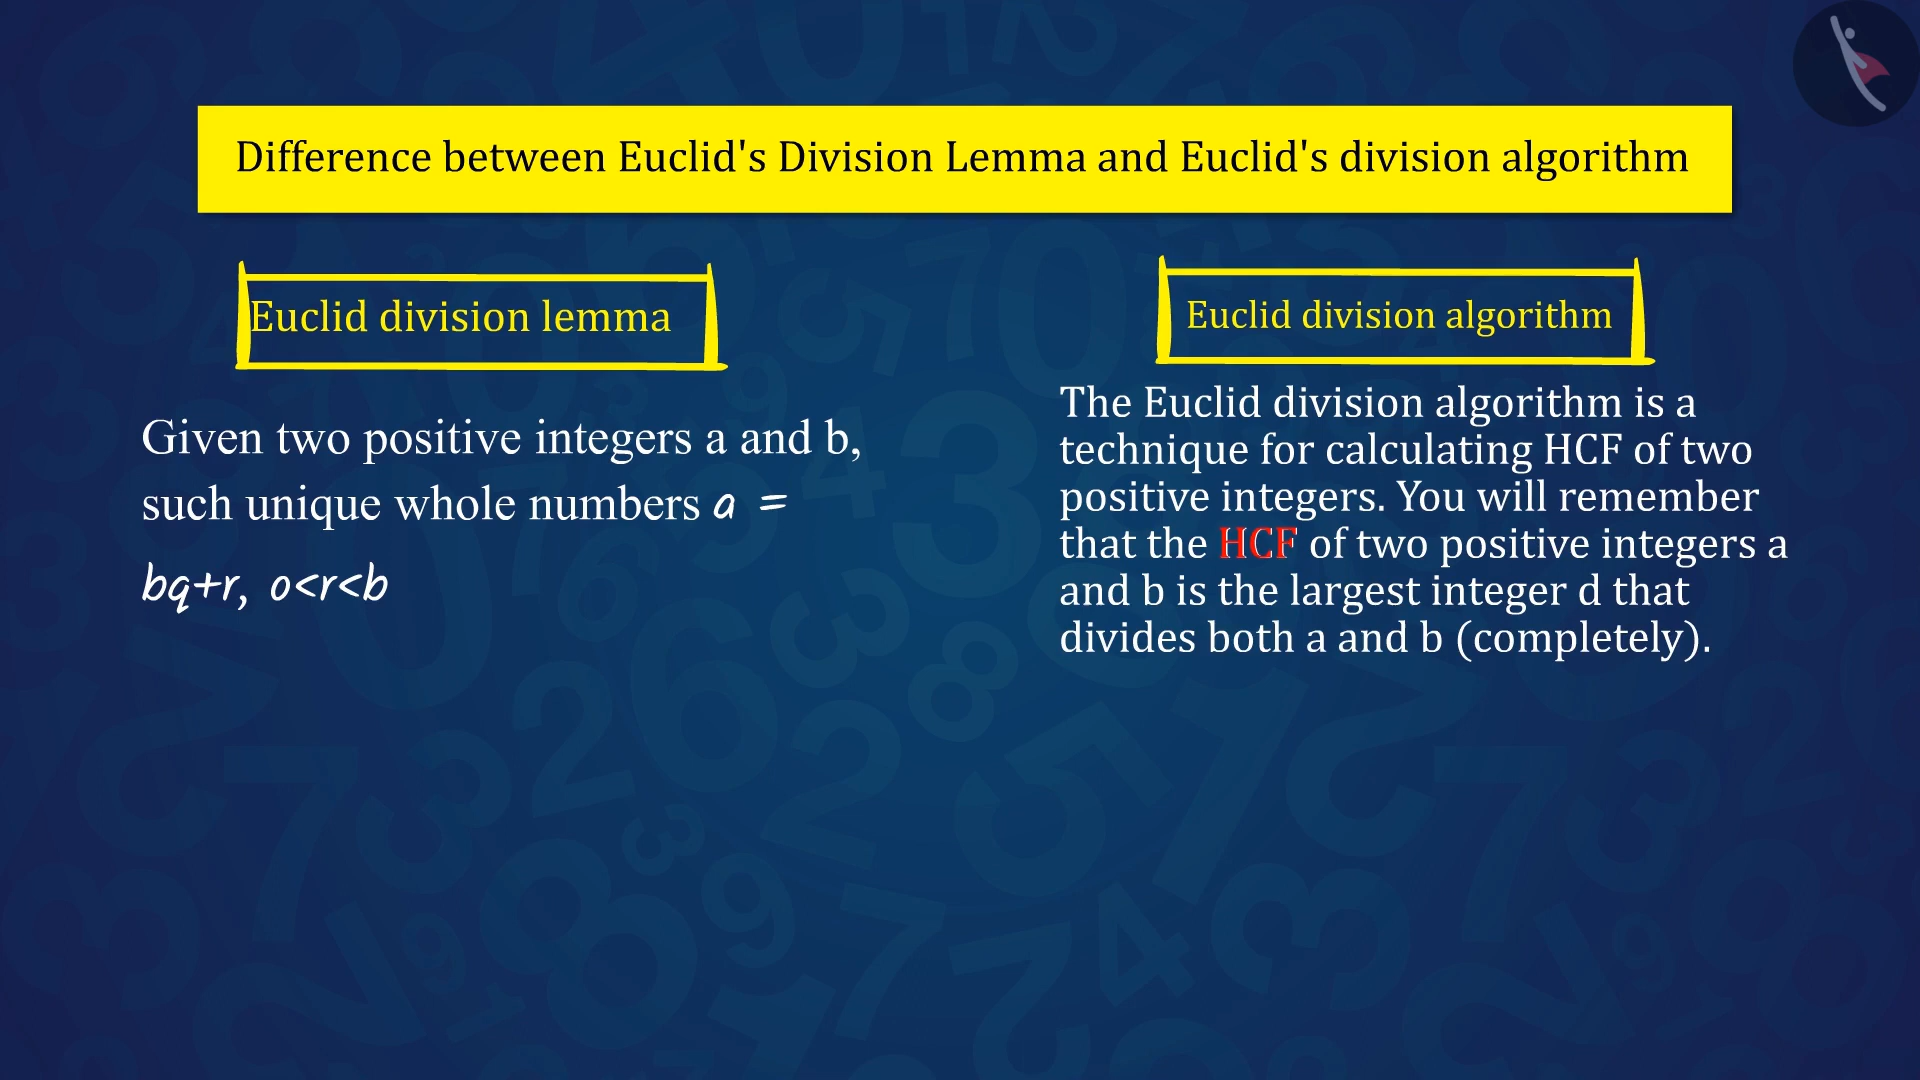 Difference between Euclid's Division Lemma and Euclid's division algorithm
Euclid division lemma
Given two positive integers a and b,
such unique whole numbers a =
bq+r, o<r<b
Euclid division algorithm
The Euclid division algorithm is a
technique for calculating HCF of two
positive integers. You will remember
that the HCF of two positive integers a
and b is the largest integer d that
divides both a and b (completely).